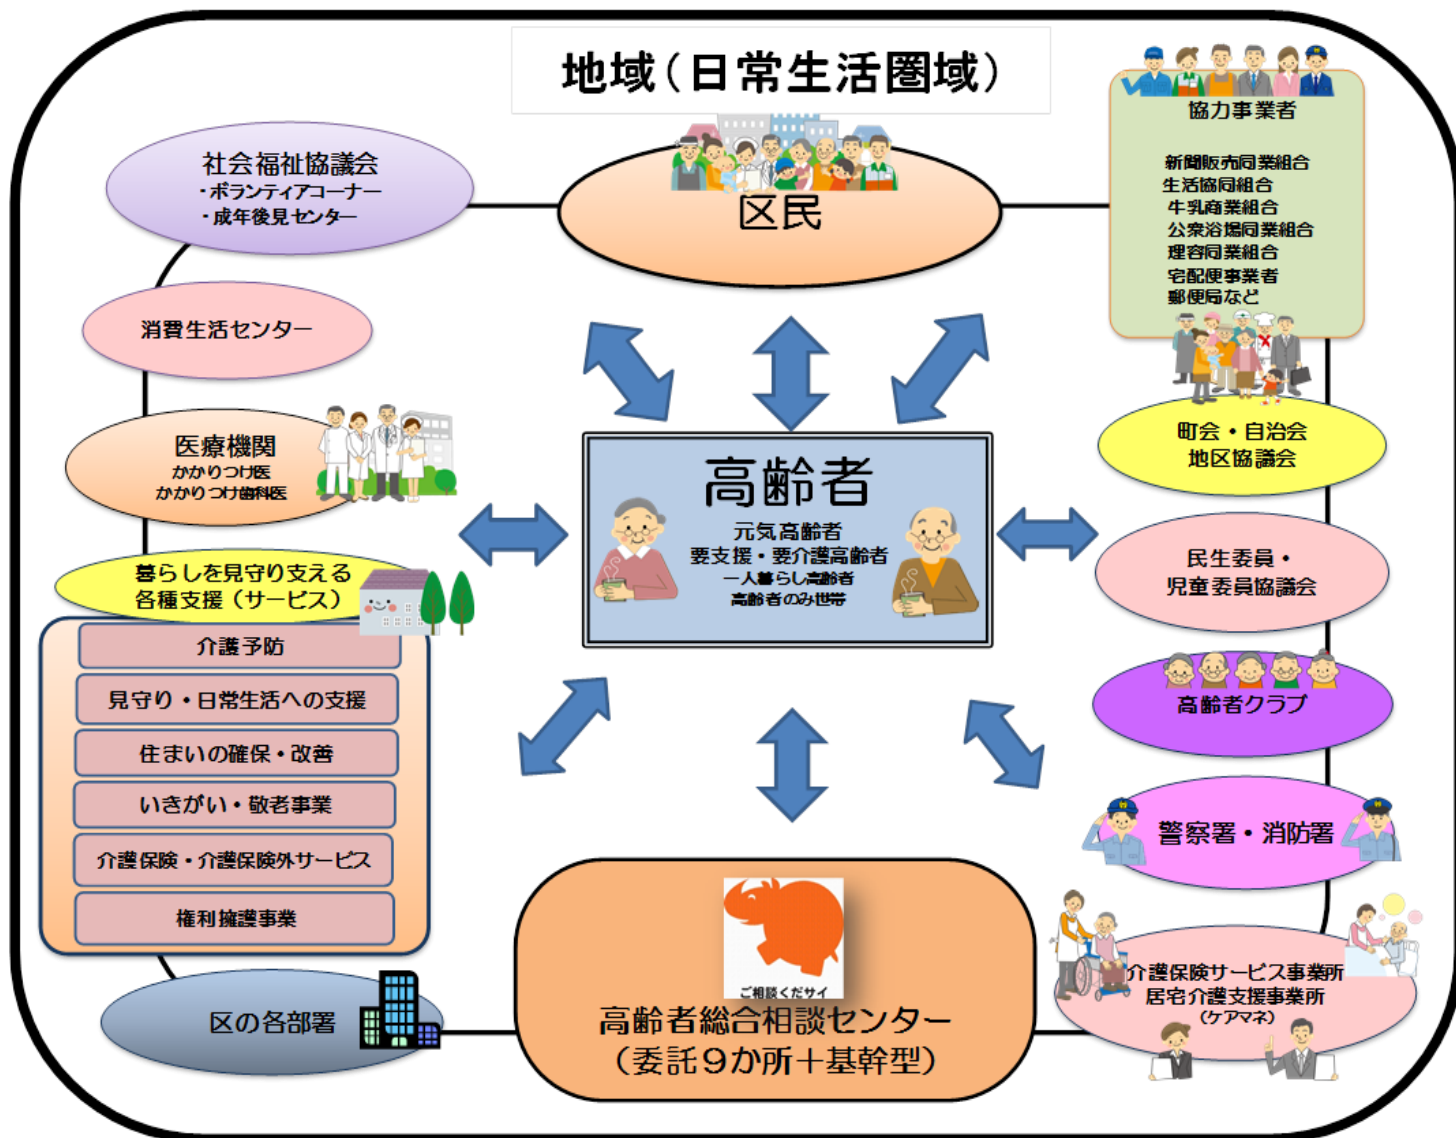 地域（日常生活圏域）
社会福祉協議会
・ボランティアコーナー
・成年後見センター
区民
協力事業者
新聞販売同業組合
生活協同組合
牛乳商業組合
公衆浴場同業組合
理容同業組合
宅配便事業者
郵便局など
消費生活センター
医療機関
かかりつけ医
かかりつけ歯科医
町会・自治会
地区協議会
高齢者
元気高齢者
要支援・要介護高齢者
一人暮らし高齢者
高齢者のみ世帯
民生委員・
児童委員協議会
暮らしを見守り支える
各種支援（サービス）
介護予防
見守り・日常生活への支援
住まいの確保・改善
いきがい・敬老事業
介護保険・介護保険外サービス
権利擁護事業
高齢者クラブ
警察署・消防署
介護保険サービス事業所
居宅介護支援事業所
（ケアマネ）
区の各部署
ご相談くだサイ
高齢者総合相談センター
（委託９か所＋基幹型）